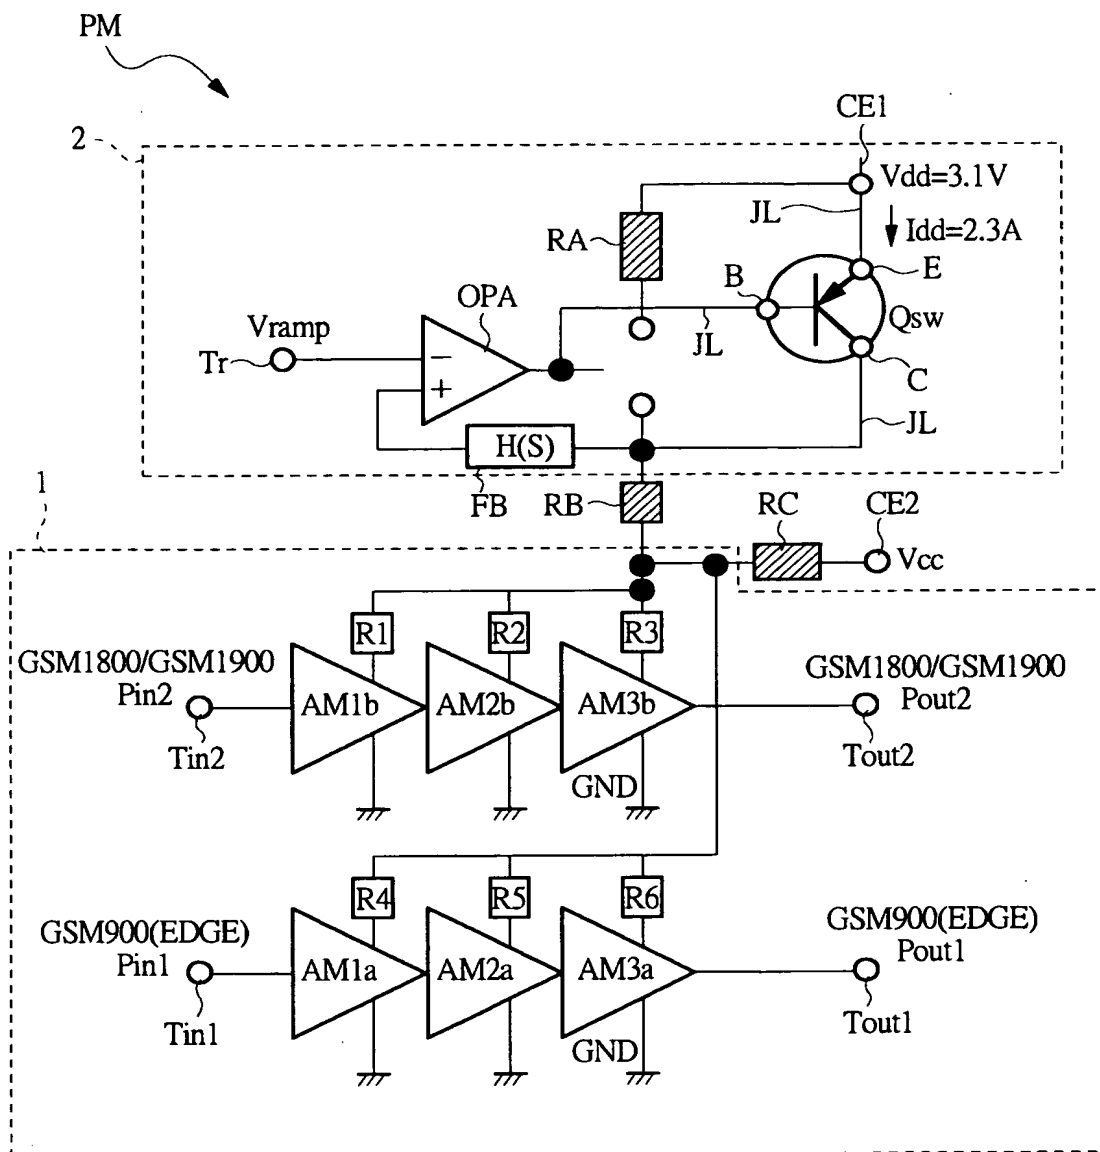 PM
CE1
2
Vdd=3.1V
JL
Idd=2.3A
RA
B
E
OPA
Vramp
Qsw
Tr
−
JL
C
+
JL
H(S)
1
FB
RB
RC
CE2
Vcc
R1
R2
R3
GSM1800/GSM1900
GSM1800/GSM1900
Pin2
AM1b
AM2b
AM3b
Pout2
Tin2
Tout2
GND
R4
R5
R6
GSM900(EDGE)
GSM900(EDGE)
Pin1
AM1a
AM2a
AM3a
Pout1
Tin1
Tout1
GND